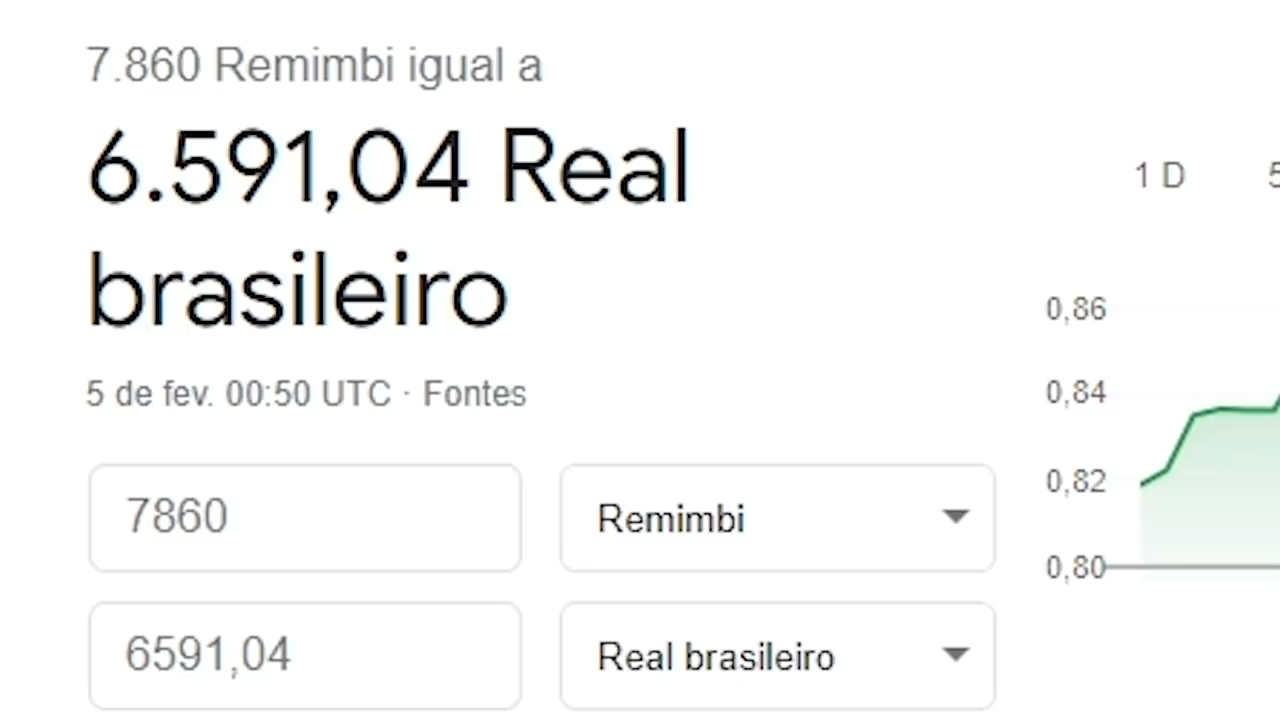 7.860 Remimbi igual a
6.591,04 Real
brasileiro
5 de fev. 00:50 UTC · Fontes
7860
Remimbi
6591,04
Real brasileiro
1 D
5
0,86
0,84
0,82
0,80